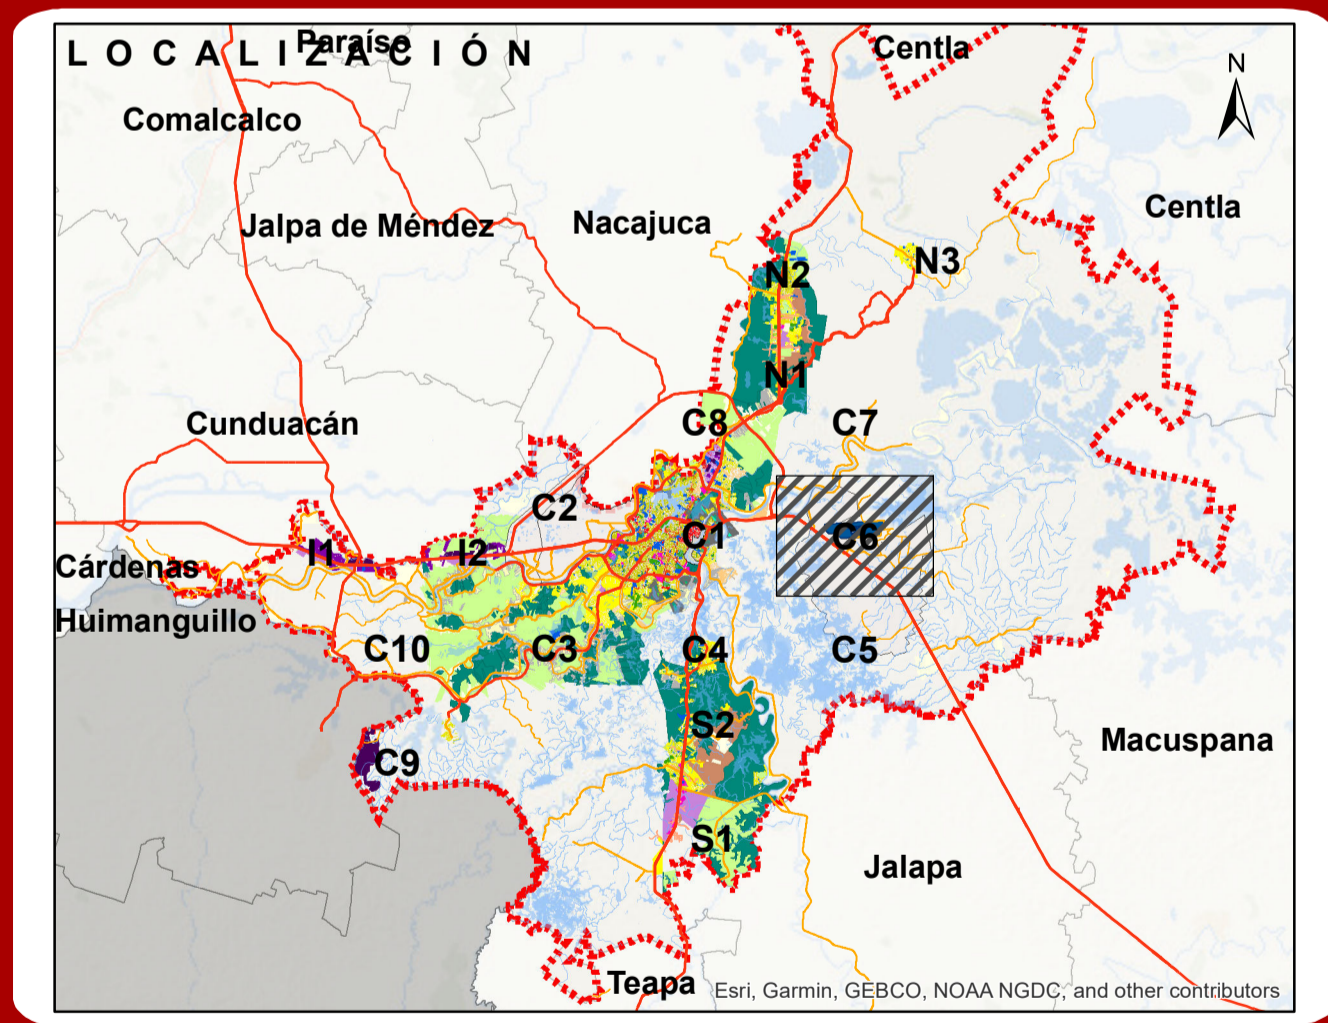 LOCALIZACIÓN
Paraíso
Centla
N
Comalcalco
Centla
Jalpa de Méndez
Nacajuca
N3
N2
N1
Cunduacán
C8
C7
C2
C1
C6
I1
I2
Cárdenas
Huimanguillo
C10
C3
C4
C5
S2
Macuspana
C9
S1
Jalapa
Teapa
Esri, Garmin, GEBCO, NOAA NGDC, and other contributors